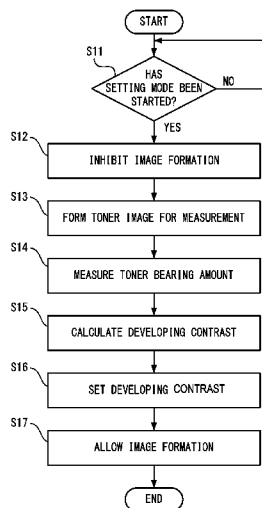 START
S11
HAS
SETTING MODE BEEN
STARTED?
NO
YES
S12
INHIBIT IMAGE FORMATION
S13
FORM TONER IMAGE FOR MEASUREMENT
S14
MEASURE TONER BEARING AMOUNT
S15
CALCULATE DEVELOPING CONTRAST
S16
SET DEVELOPING CONTRAST
S17
ALLOW IMAGE FORMATION
END